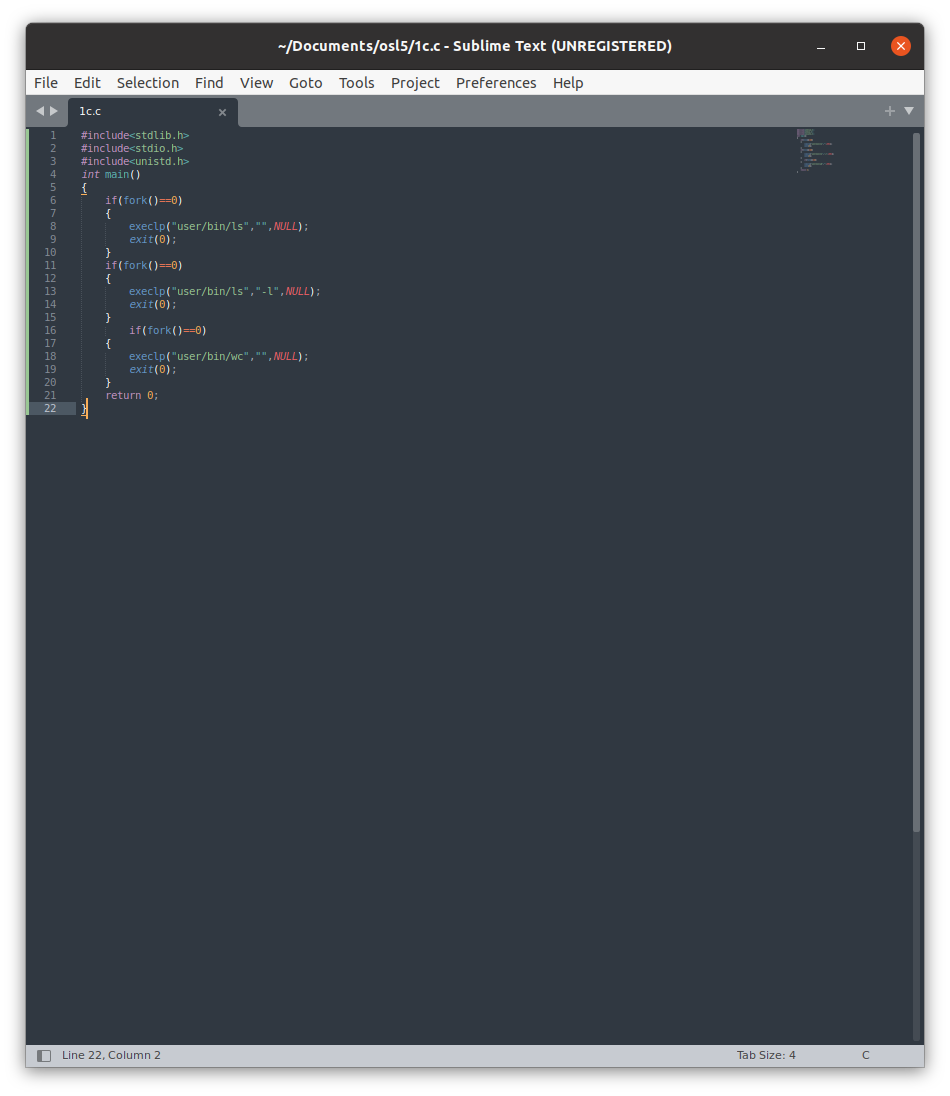 ~/Documents/osl5/1c.c - Sublime Text (UNREGISTERED)
File Edit Selection Find View Goto Tools Project Preferences Help
1c.c
1 #include<stdlib.h>
2 #include<stdio.h>
3 #include<unistd.h>
4 int main()
5 {
6     if(fork()==0)
7     {
8         execlp("user/bin/ls","",NULL);
9         exit(0);
10     }
11     if(fork()==0)
12     {
13         execlp("user/bin/ls","-l",NULL);
14         exit(0);
15     }
16         if(fork()==0)
17     {
18         execlp("user/bin/wc","",NULL);
19         exit(0);
20     }
21     return 0;
22 }
Line 22, Column 2 Tab Size: 4 C